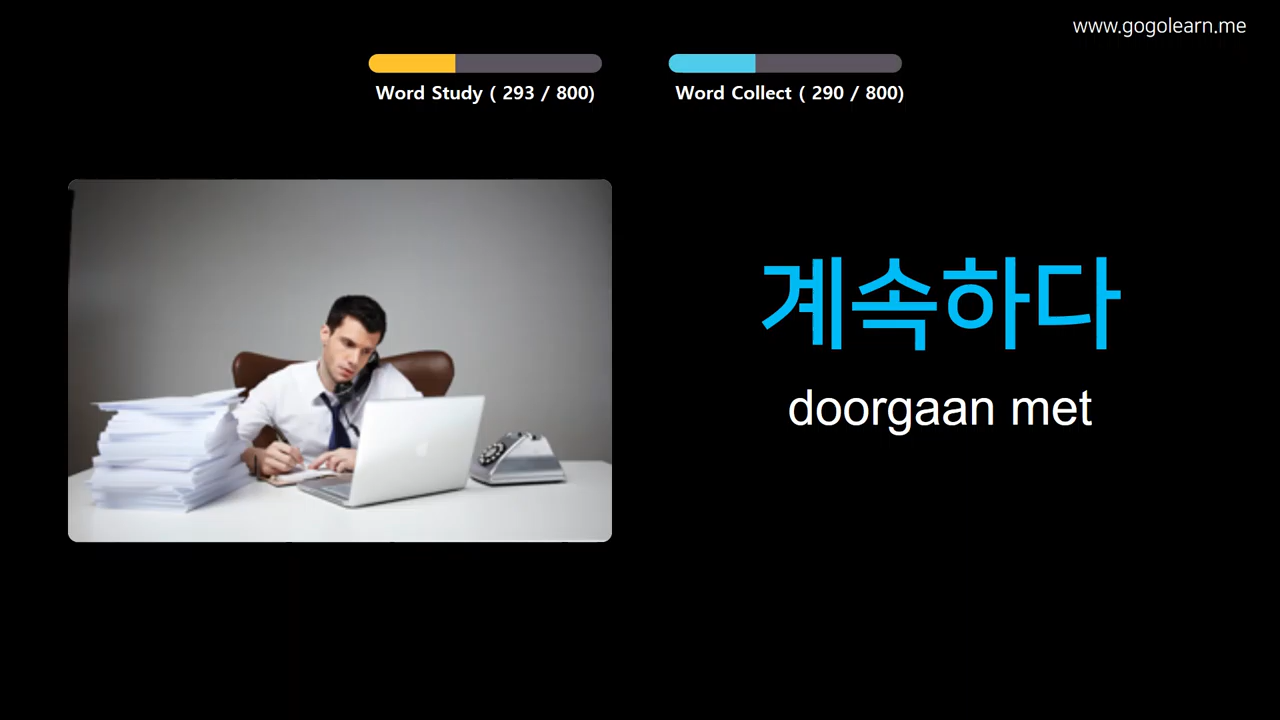 www.gogolearn.me
Word Study ( 293 / 800)
Word Collect ( 290 / 800)
계속하다
doorgaan met